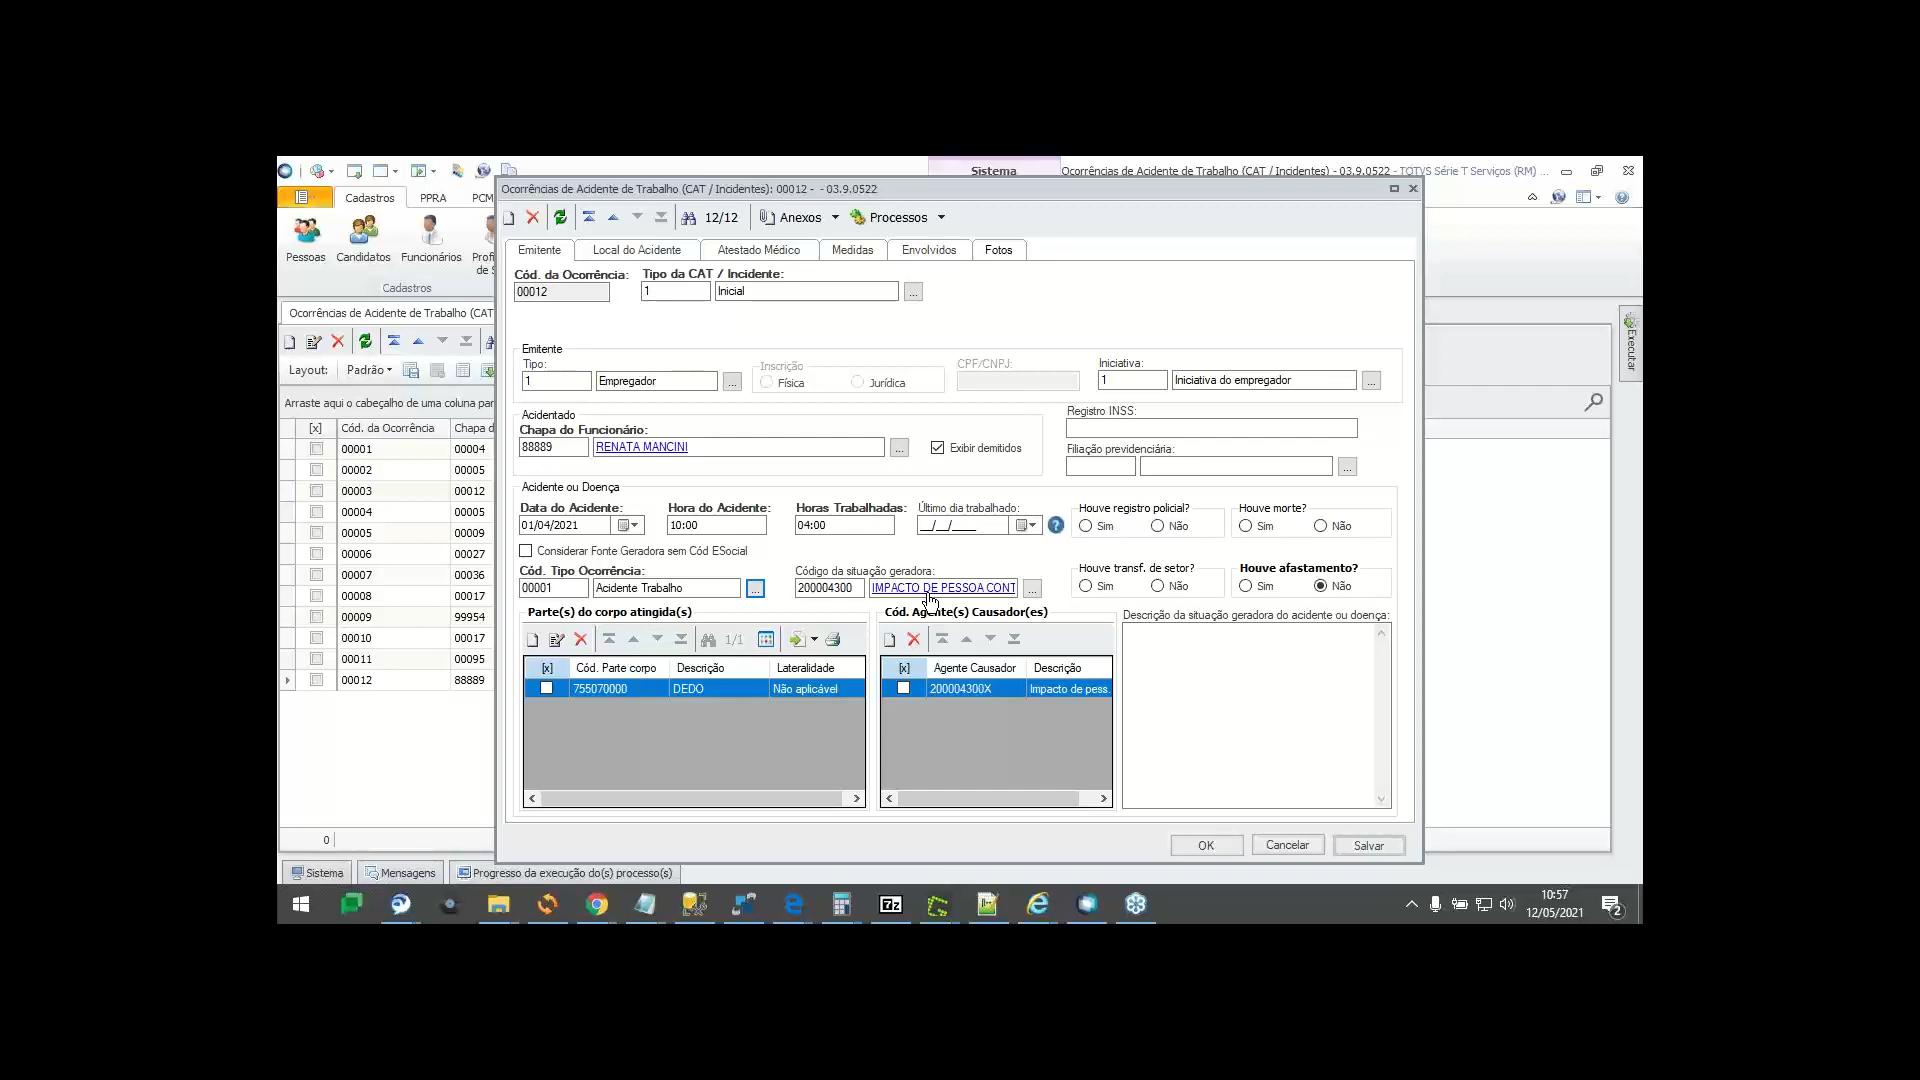 Sistema
Ocorrências de Acidente de Trabalho (CAT / Incidentes) - 03.9.0522 - TOTVS Série T Serviços (RM) ...
Cadastros
PPRA
PCM
Pessoas
Candidatos
Funcionários
Cadastros
Ocorrências de Acidente de Trabalho (CAT
Layout:
Padrão
Arraste aqui o cabeçalho de uma coluna par
[x]
Cód. da Ocorrência
Chapa d
00001
00004
00002
00005
00003
00012
00004
00005
00005
00009
00006
00027
00007
00036
00008
00017
00009
99954
00010
00017
00011
00095
00012
88889
0
Executar
Ocorrências de Acidente de Trabalho (CAT / Incidentes): 00012 - - 03.9.0522
12/12
Anexos
Processos
Emitente
Local do Acidente
Atestado Médico
Medidas
Envolvidos
Fotos
Cód. da Ocorrência:
Tipo da CAT / Incidente:
00012
1
Inicial
...
Emitente
Tipo:
1
Empregador
...
Inscrição
Física
Jurídica
CPF/CNPJ:
Iniciativa:
1
Iniciativa do empregador
...
Acidentado
Chapa do Funcionário:
88889
RENATA MANCINI
...
Exibir demitidos
Registro INSS:
Filiação previdenciária:
...
Acidente ou Doença
Data do Acidente:
01/04/2021
Hora do Acidente:
10:00
Horas Trabalhadas:
04:00
Último dia trabalhado:
__/__/____
Houve registro policial?
Sim
Não
Houve morte?
Sim
Não
Considerar Fonte Geradora sem Cód ESocial
Cód. Tipo Ocorrência:
00001
Acidente Trabalho
...
Código da situação geradora:
200004300
IMPACTO DE PESSOA CONT
...
Houve transf. de setor?
Sim
Não
Houve afastamento?
Sim
Não
Parte(s) do corpo atingida(s)
1/1
[x]
Cód. Parte corpo
Descrição
Lateralidade
755070000
DEDO
Não aplicável
Cód. Agente(s) Causador(es)
[x]
Agente Causador
Descrição
200004300X
Impacto de pess.
Descrição da situação geradora do acidente ou doença:
OK
Cancelar
Salvar
Sistema
Mensagens
Progresso da execução do(s) processo(s)
7z
10:57
12/05/2021
2